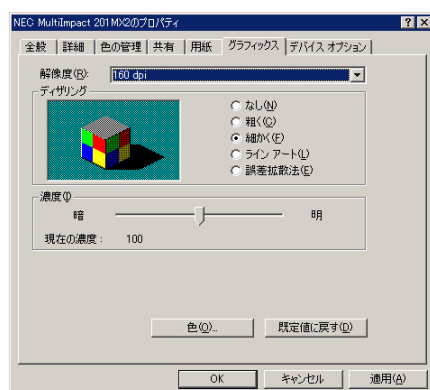 NEC MultiImpact 201MX2のプロパティ
全般 詳細 色の管理 共有 用紙 グラフィックス デバイス オプション
解像度(R): 160 dpi
ディザリング
なし(N)
粗く(C)
細かく(F)
ライン アート(L)
誤差拡散法(E)
濃度(I)
暗 明
現在の濃度: 100
色(O)... 既定値に戻す(D)
OK キャンセル 適用(A)